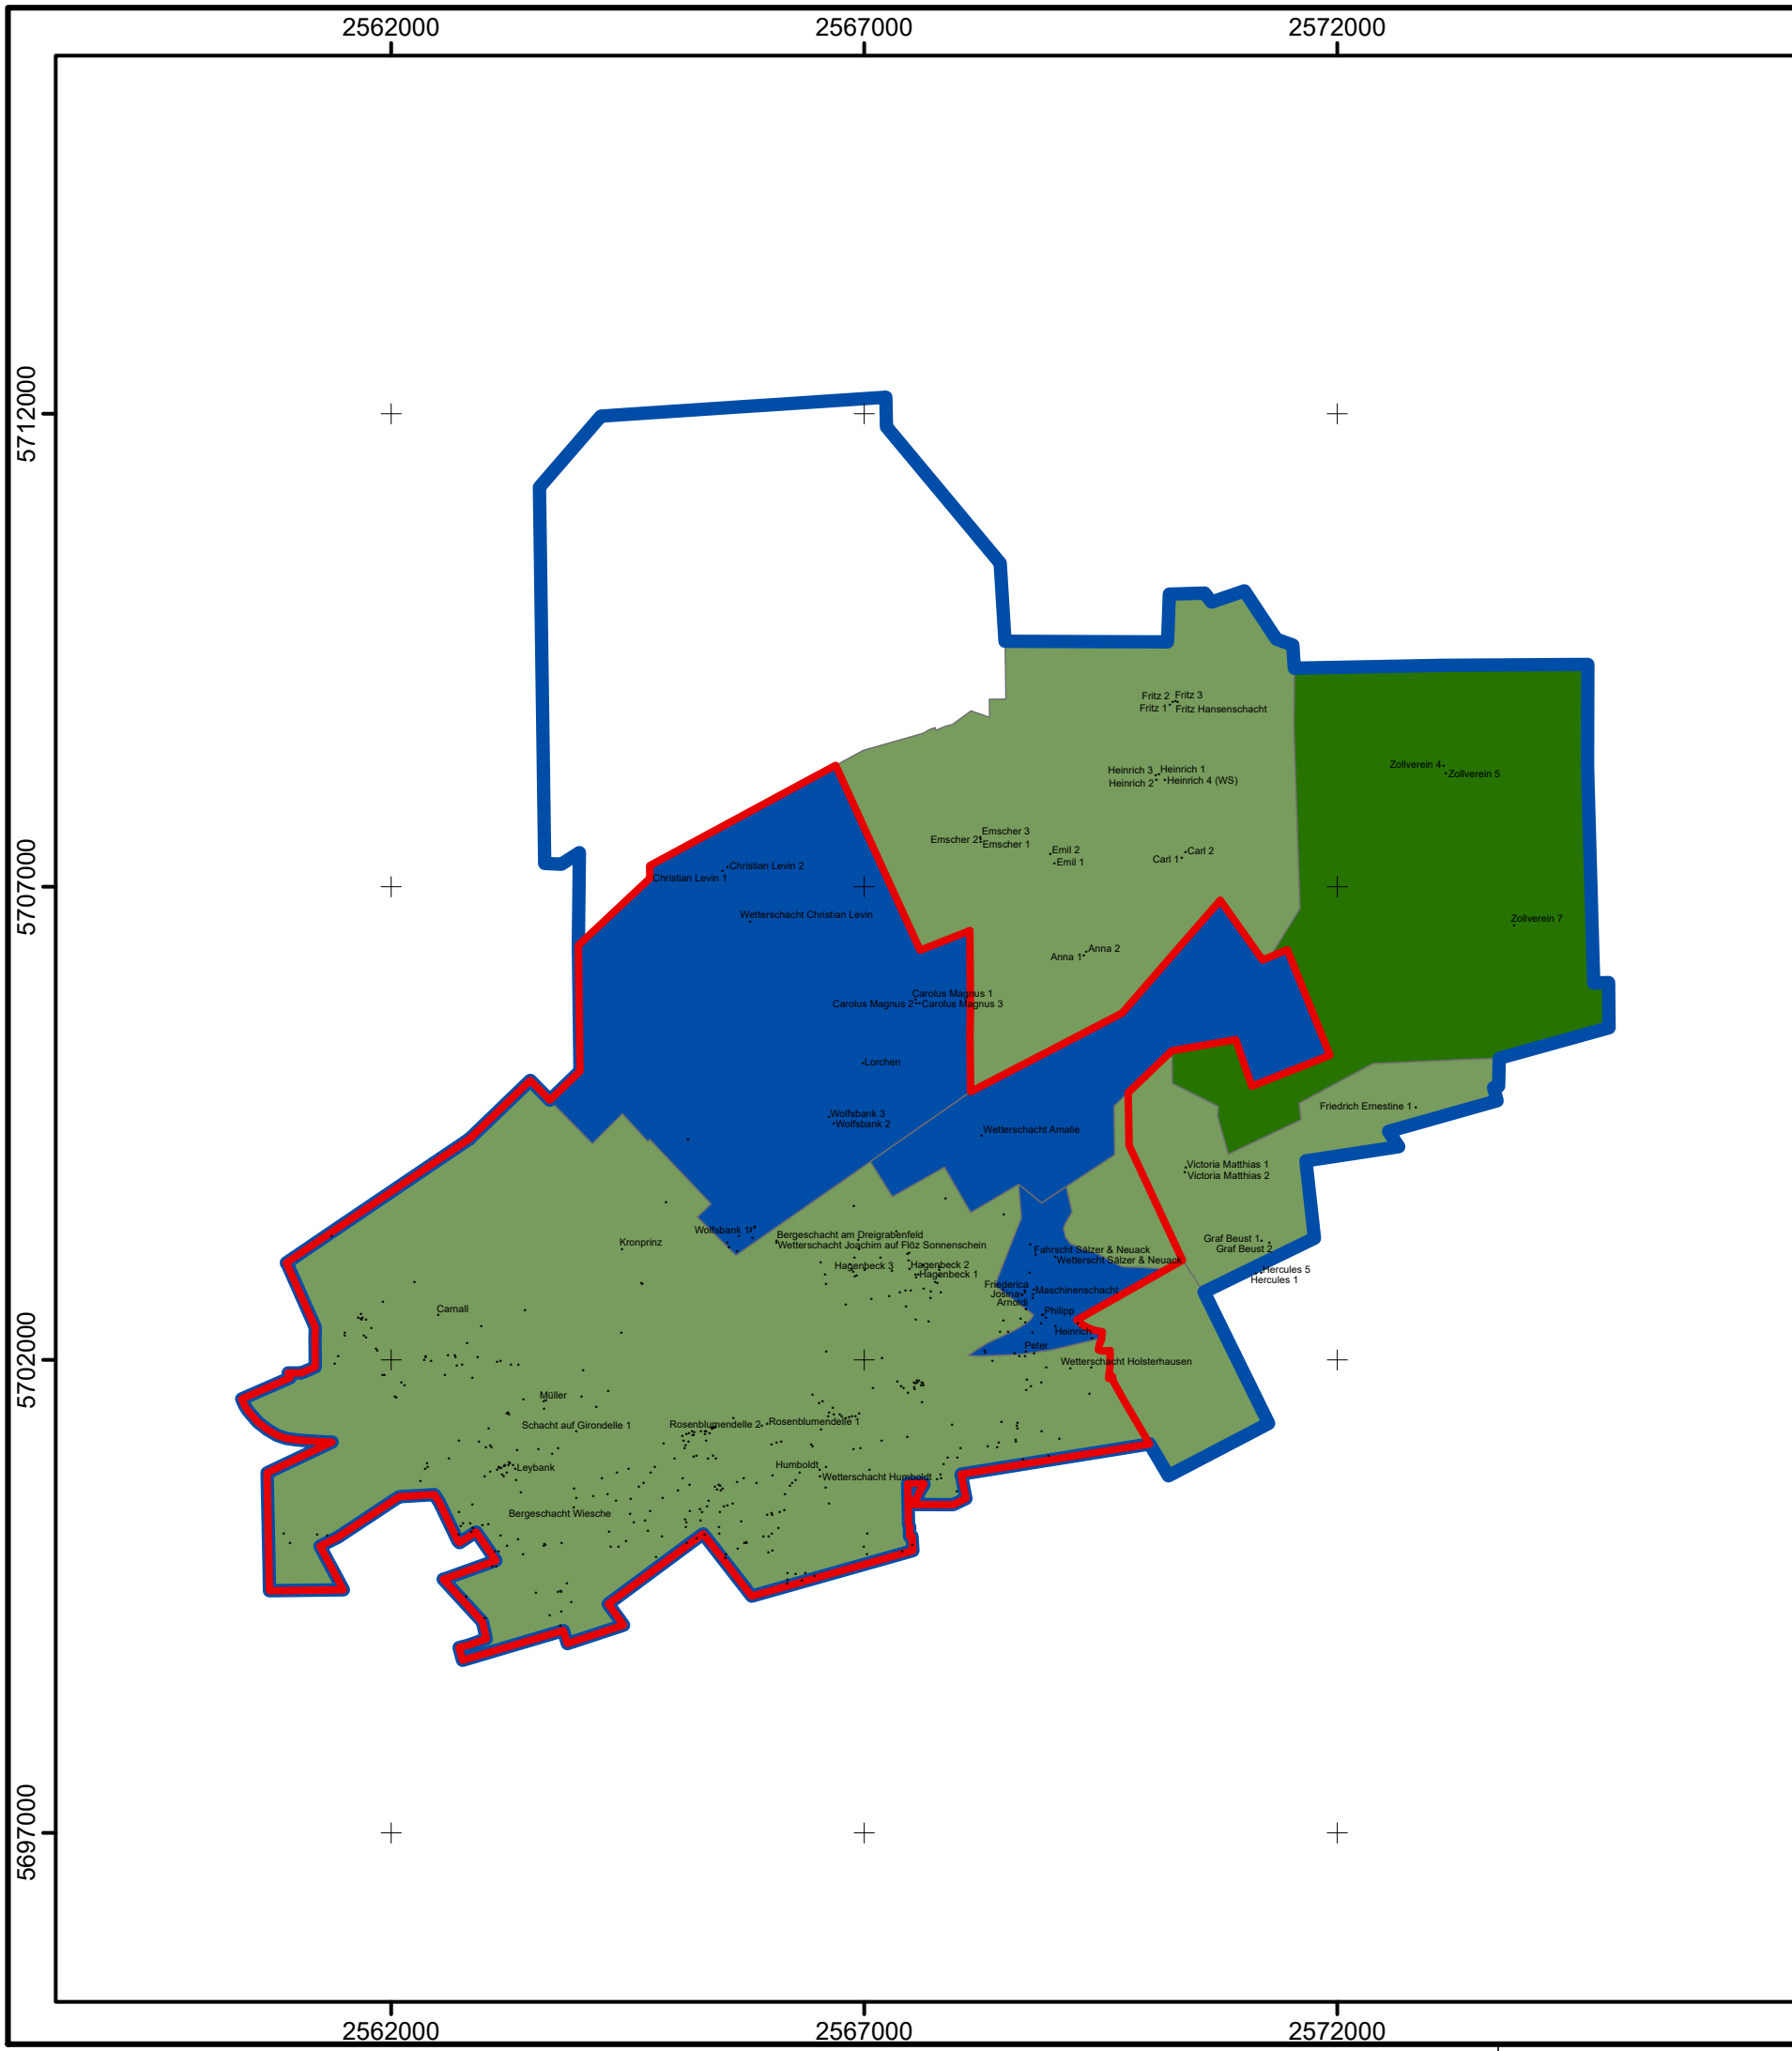 2562000 2567000 2572000
5712000
Fritz 2 Fritz 3
Fritz 1 Fritz Hansenschacht
Heinrich 3 Heinrich 1
Heinrich 2 Heinrich 4 (WS)
Zollverein 4
Zollverein 5
Emscher 3
Emscher 2
Emscher 1
Emil 2
Emil 1
Carl 2
Carl 1
Christian Levin 2
Christian Levin 1
5707000
Wetterschacht Christian Levin
Zollverein 7
Anna 2
Anna 1
Carolus Magnus 1
Carolus Magnus 2 Carolus Magnus 3
Lorchen
Friedrich Ernestine 1
Wolfsbank 3
Wolfsbank 2
Wetterschacht Amalie
Victoria Matthias 1
Victoria Matthias 2
Wolfsbank 1
Kronprinz
Bergeschacht am Dreigrabenfeld
Wetterschacht Joachim auf Flöz Sonnenschein
Graf Beust 1
Graf Beust 2
Fahrscht Sälzer & Neuack
Wetterscht Sälzer & Neuack
Hagenbeck 3 Hagenbeck 2
Hagenbeck 1
Hercules 5
Hercules 1
Friederica
Josina Maschinenschacht
Arnoldi
Carnall
Philipp
Heinrich
Peter
5702000
Wetterschacht Holsterhausen
Müller
Schacht auf Girondelle 1
Rosenblumendelle 2 Rosenblumendelle 1
Leybank
Humboldt
Wetterschacht Humboldt
Bergeschacht Wiesche
5697000
2562000 2567000 2572000